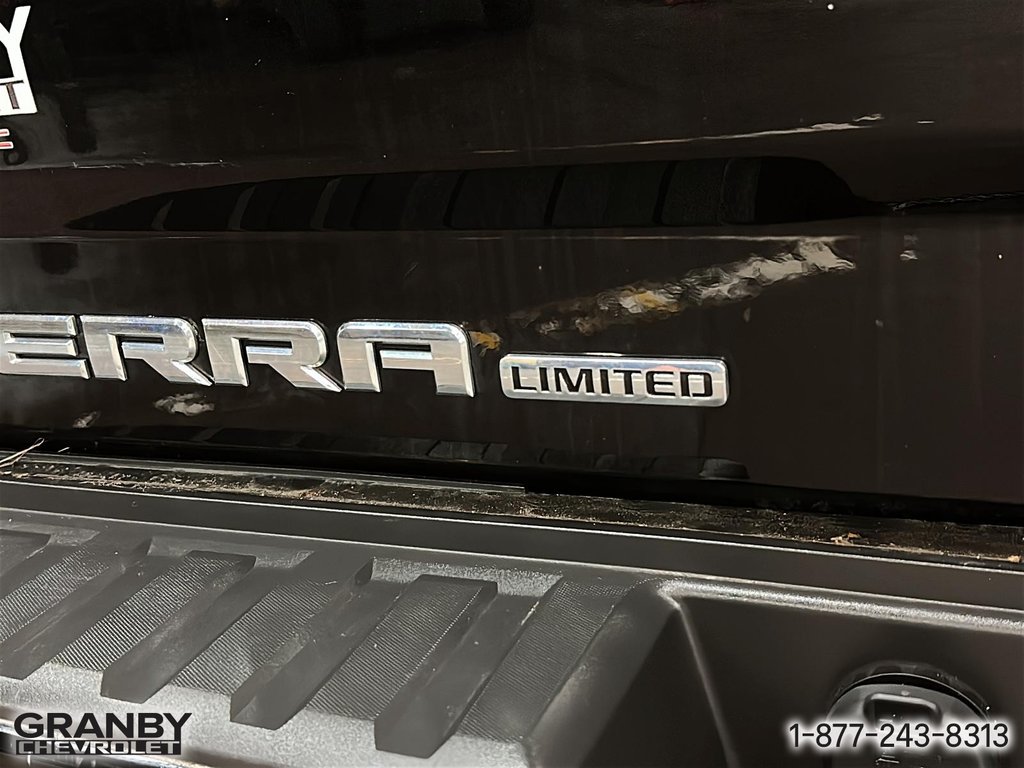 Y
ERRA LIMITED
GRANBY
CHEVROLET
1-877-243-8313